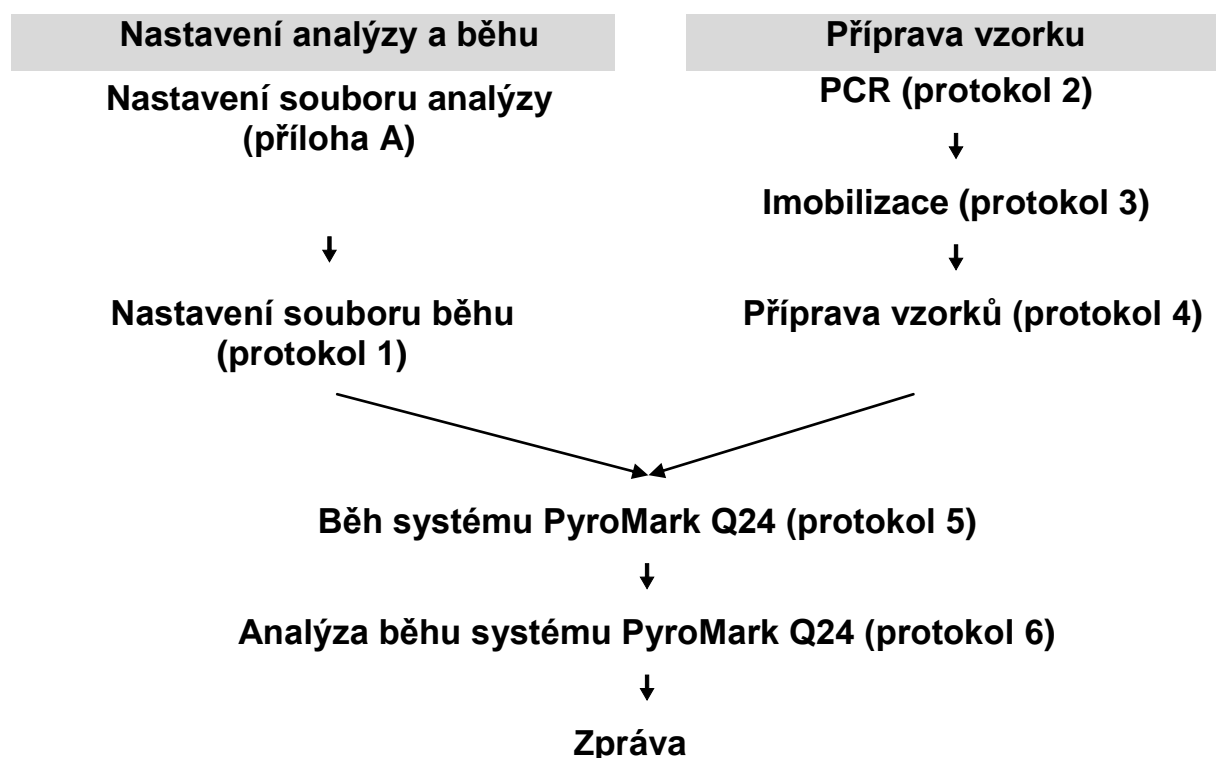 Nastavení analýzy a běhu
Nastavení souboru analýzy
(příloha A)
Nastavení souboru běhu
(protokol 1)
Příprava vzorku
PCR (protokol 2)
Imobilizace (protokol 3)
Příprava vzorků (protokol 4)
Běh systému PyroMark Q24 (protokol 5)
Analýza běhu systému PyroMark Q24 (protokol 6)
Zpráva